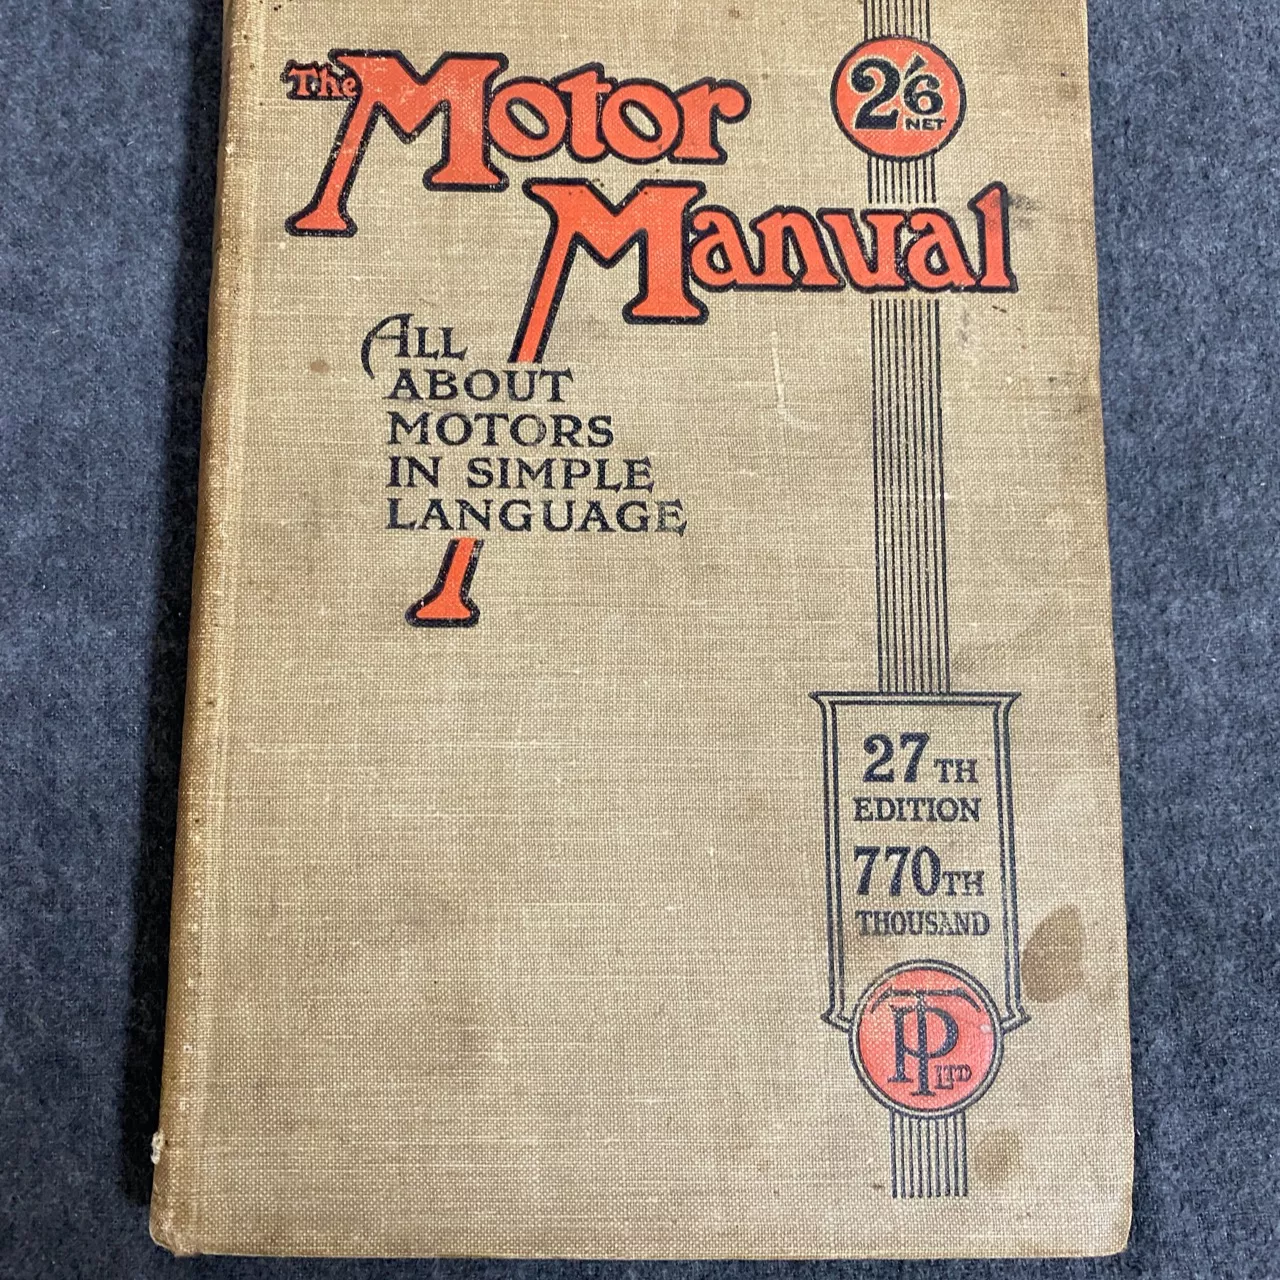 The Motor
Manual
2/6
NET
ALL
ABOUT
MOTORS
IN SIMPLE
LANGUAGE
27TH
EDITION
770TH
THOUSAND
TP
LTD